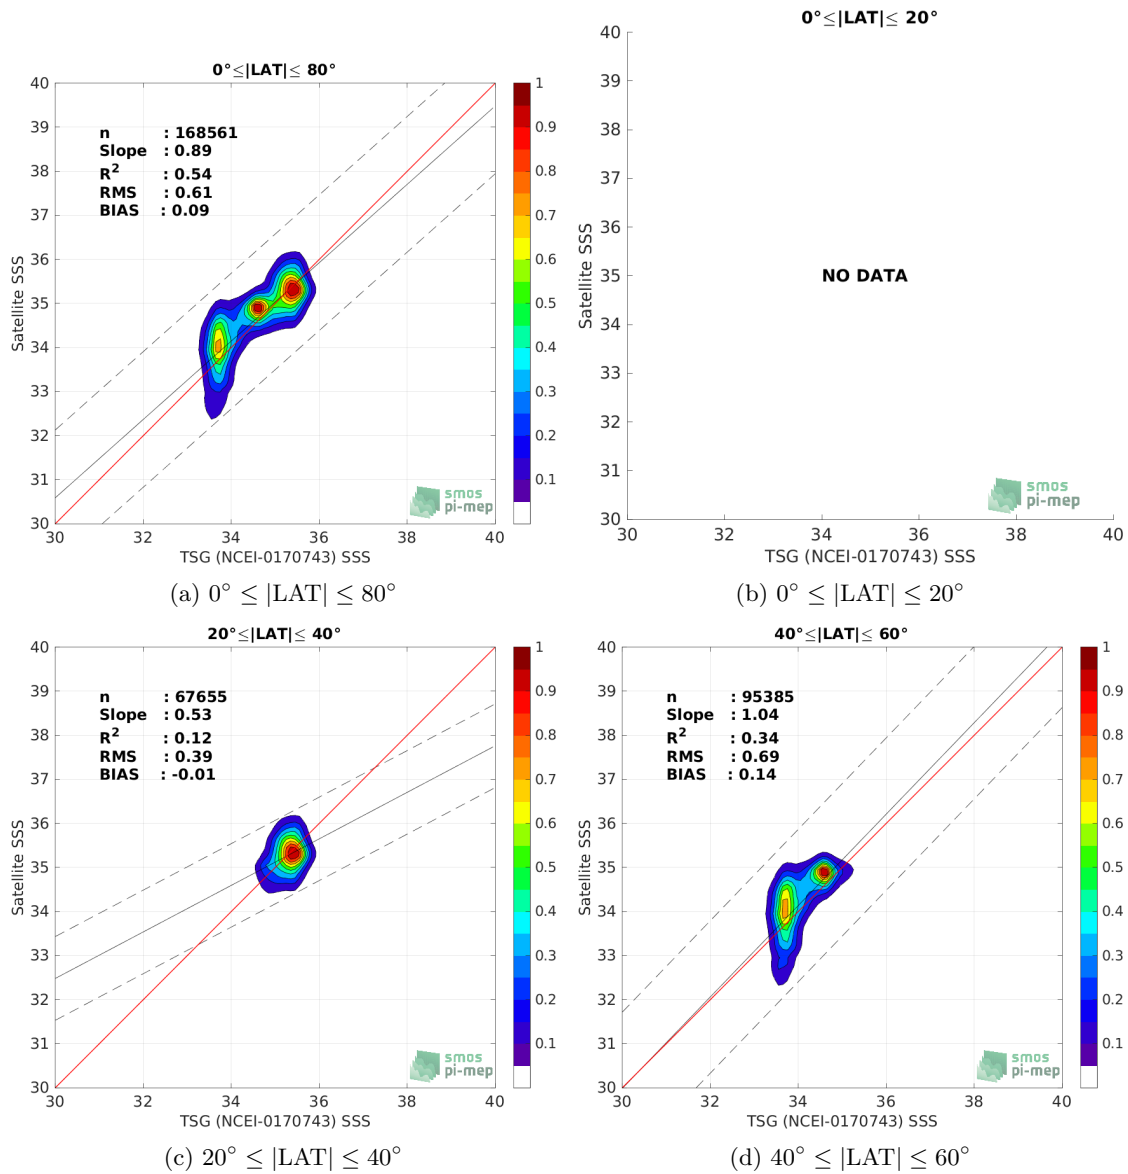 0°≤|LAT|≤ 80°
40
39
38
37
36
35
34
33
32
31
30
Satellite SSS
n : 168561
Slope : 0.89
R2 : 0.54
RMS : 0.61
BIAS : 0.09
smos
pi-mep
30 32 34 36 38 40
TSG (NCEI-0170743) SSS
1
0.9
0.8
0.7
0.6
0.5
0.4
0.3
0.2
0.1
(a) 0° ≤ |LAT| ≤ 80°
0°≤|LAT|≤ 20°
40
39
38
37
36
35
34
33
32
31
30
Satellite SSS
NO DATA
smos
pi-mep
30 32 34 36 38 40
TSG (NCEI-0170743) SSS
(b) 0° ≤ |LAT| ≤ 20°
20°≤|LAT|≤ 40°
40
39
38
37
36
35
34
33
32
31
30
Satellite SSS
n : 67655
Slope : 0.53
R2 : 0.12
RMS : 0.39
BIAS : -0.01
smos
pi-mep
30 32 34 36 38 40
TSG (NCEI-0170743) SSS
1
0.9
0.8
0.7
0.6
0.5
0.4
0.3
0.2
0.1
(c) 20° ≤ |LAT| ≤ 40°
40°≤|LAT|≤ 60°
40
39
38
37
36
35
34
33
32
31
30
Satellite SSS
n : 95385
Slope : 1.04
R2 : 0.34
RMS : 0.69
BIAS : 0.14
smos
pi-mep
30 32 34 36 38 40
TSG (NCEI-0170743) SSS
1
0.9
0.8
0.7
0.6
0.5
0.4
0.3
0.2
0.1
(d) 40° ≤ |LAT| ≤ 60°